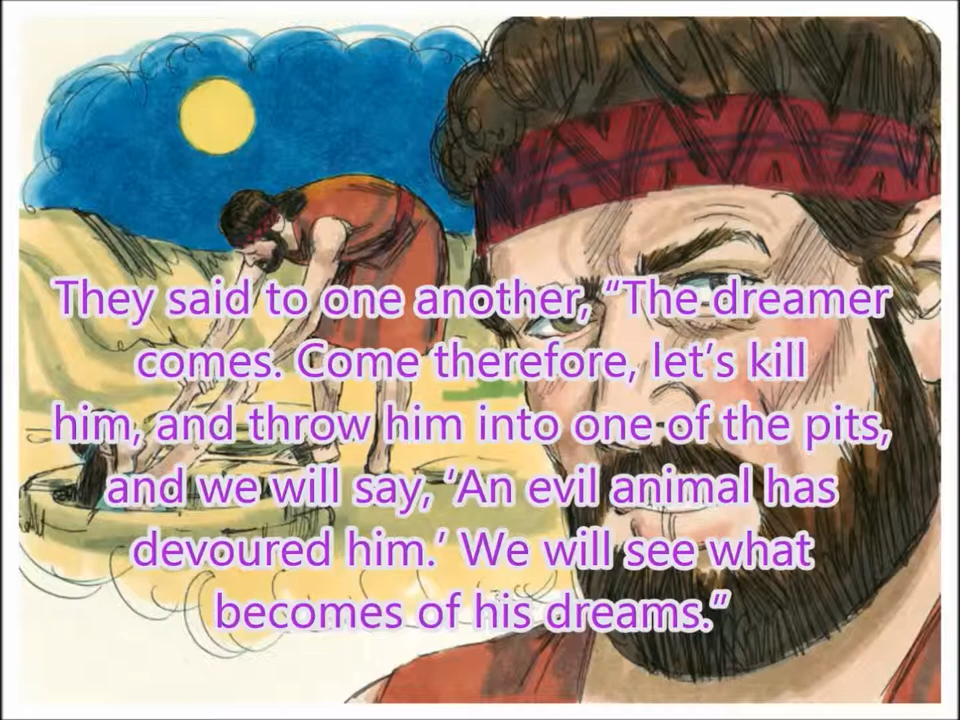 They said to one another, “The dreamer
comes. Come therefore, let’s kill
him, and throw him into one of the pits,
and we will say, ‘An evil animal has
devoured him.’ We will see what
becomes of his dreams.”